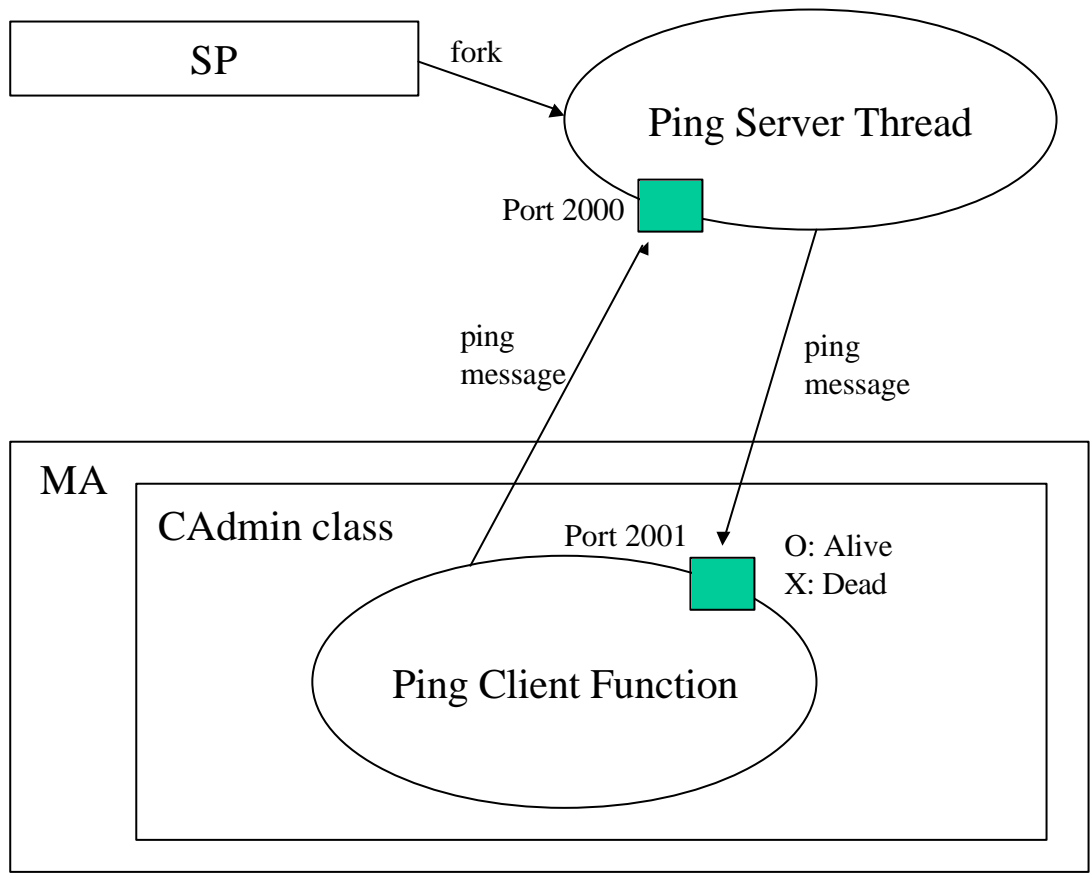 SP
fork
Ping Server Thread
Port 2000
ping
message
ping
message
MA
CAdmin class
Port 2001
O: Alive
X: Dead
Ping Client Function